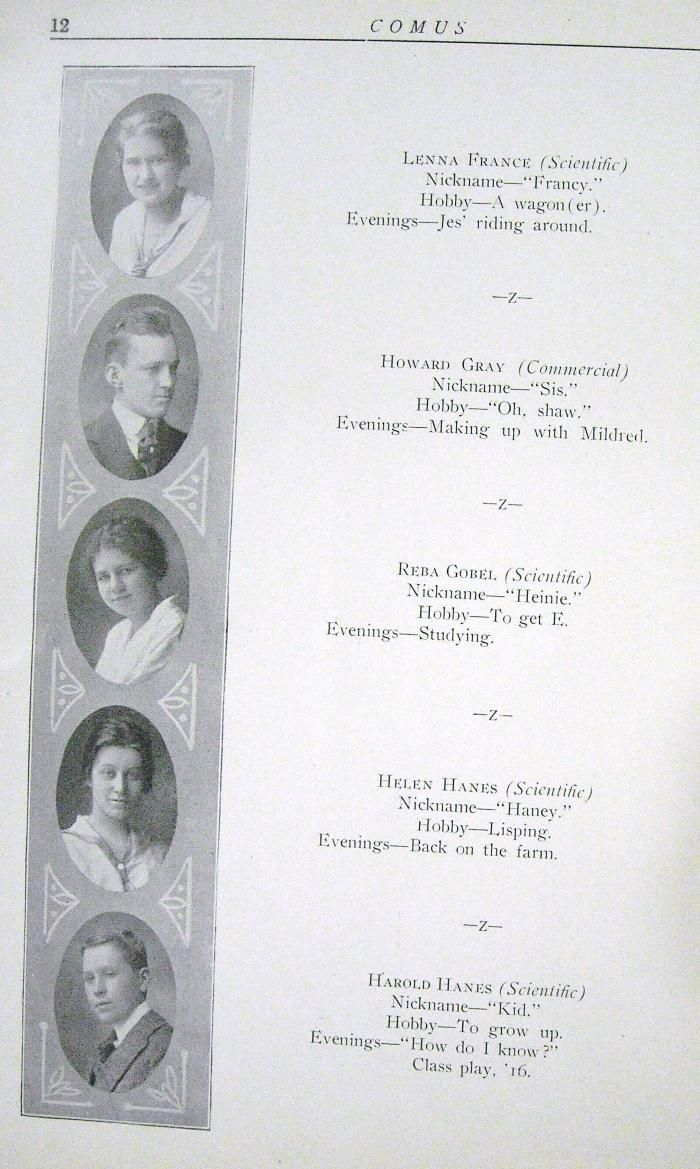 12
COMUS
LENNA FRANCE (Scientific)
Nickname—"Francy."
Hobby—A wagon(er).
Evenings—Jes' riding around.
—Z—
HOWARD GRAY (Commercial)
Nickname—"Sis."
Hobby—"Oh, shaw."
Evenings—Making up with Mildred.
—Z—
REBA GOBEL (Scientific)
Nickname—"Heinie."
Hobby—To get E.
Evenings—Studying.
—Z—
HELEN HANES (Scientific)
Nickname—"Haney."
Hobby—Lisping.
Evenings—Back on the farm.
—Z—
HAROLD HANES (Scientific)
Nickname—"Kid."
Hobby—To grow up.
Evenings—"How do I know?"
Class play, '16.